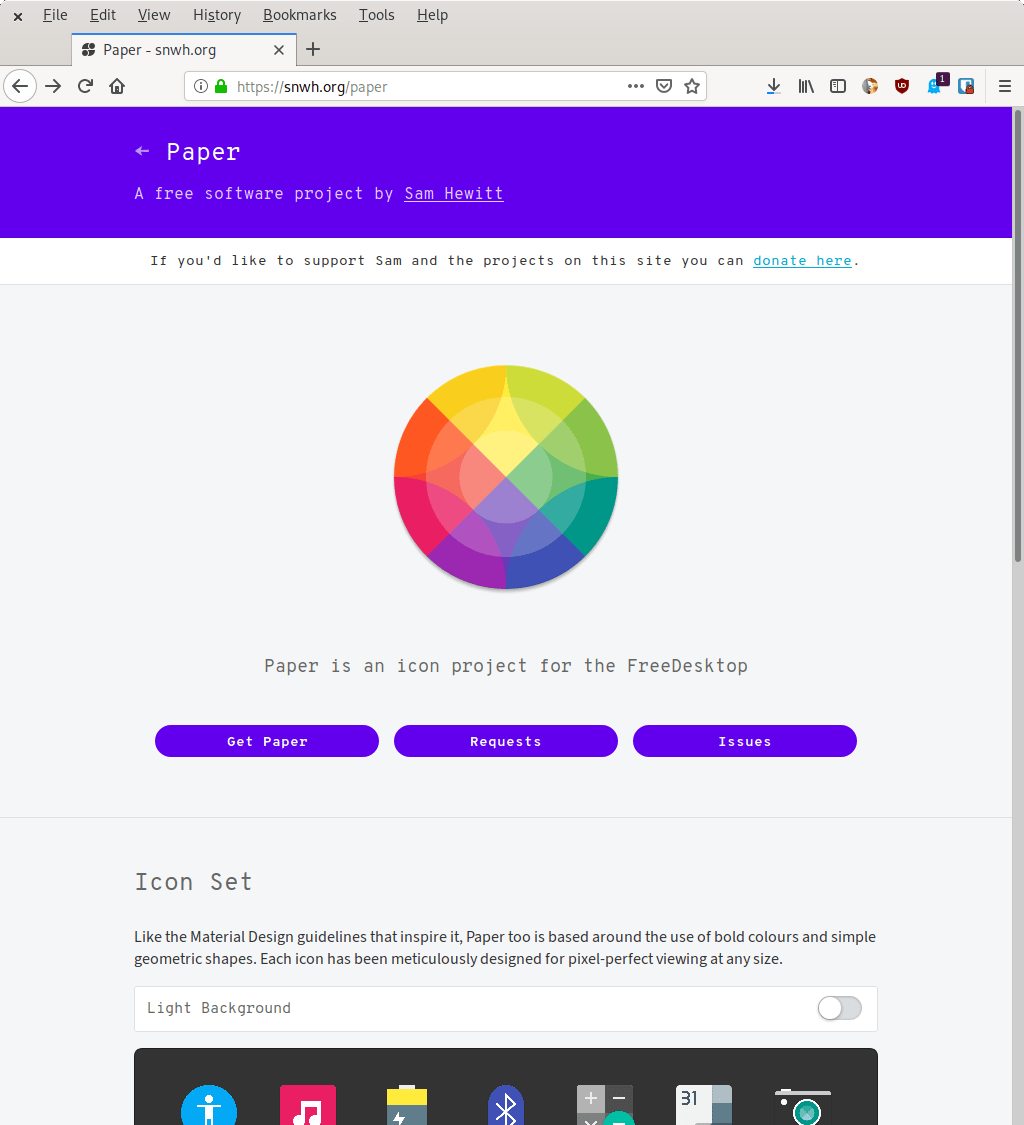 File Edit View History Bookmarks Tools Help
Paper - snwh.org
https://snwh.org/paper
1
← Paper
A free software project by Sam Hewitt
If you'd like to support Sam and the projects on this site you can donate here.
Paper is an icon project for the FreeDesktop
Get Paper Requests Issues
Icon Set
Like the Material Design guidelines that inspire it, Paper too is based around the use of bold colours and simple
geometric shapes. Each icon has been meticulously designed for pixel-perfect viewing at any size.
Light Background
31